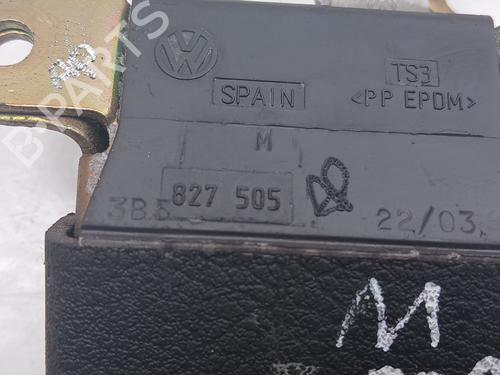 VW
TS3
SPAIN
<PP EPDM>
M
3B5 827 505
22/03
M
B-PARTS